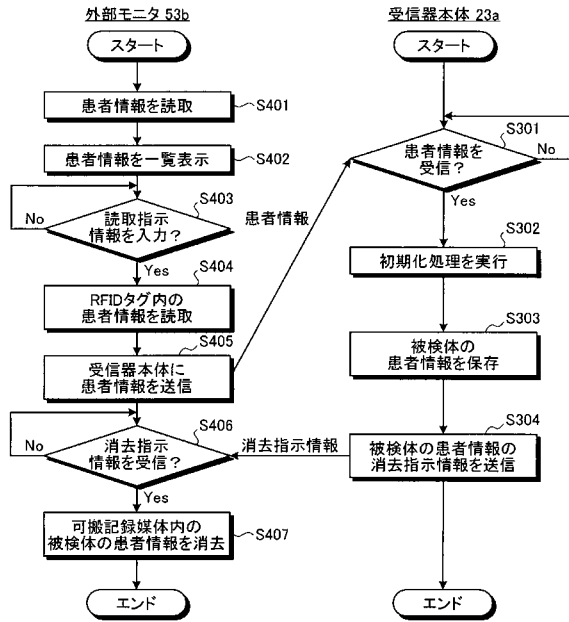 外部モニタ 53b
スタート
患者情報を読取
S401
患者情報を一覧表示
S402
S403
読取指示
情報を入力？
No
Yes
S404
RFIDタグ内の
患者情報を読取
S405
受信器本体に
患者情報を送信
S406
消去指示
情報を受信？
No
Yes
可搬記録媒体内の
被検体の患者情報を消去
S407
エンド
患者情報
消去指示情報
受信器本体 23a
スタート
S301
患者情報を
受信？
No
Yes
S302
初期化処理を実行
S303
被検体の
患者情報を保存
S304
被検体の患者情報の
消去指示情報を送信
エンド